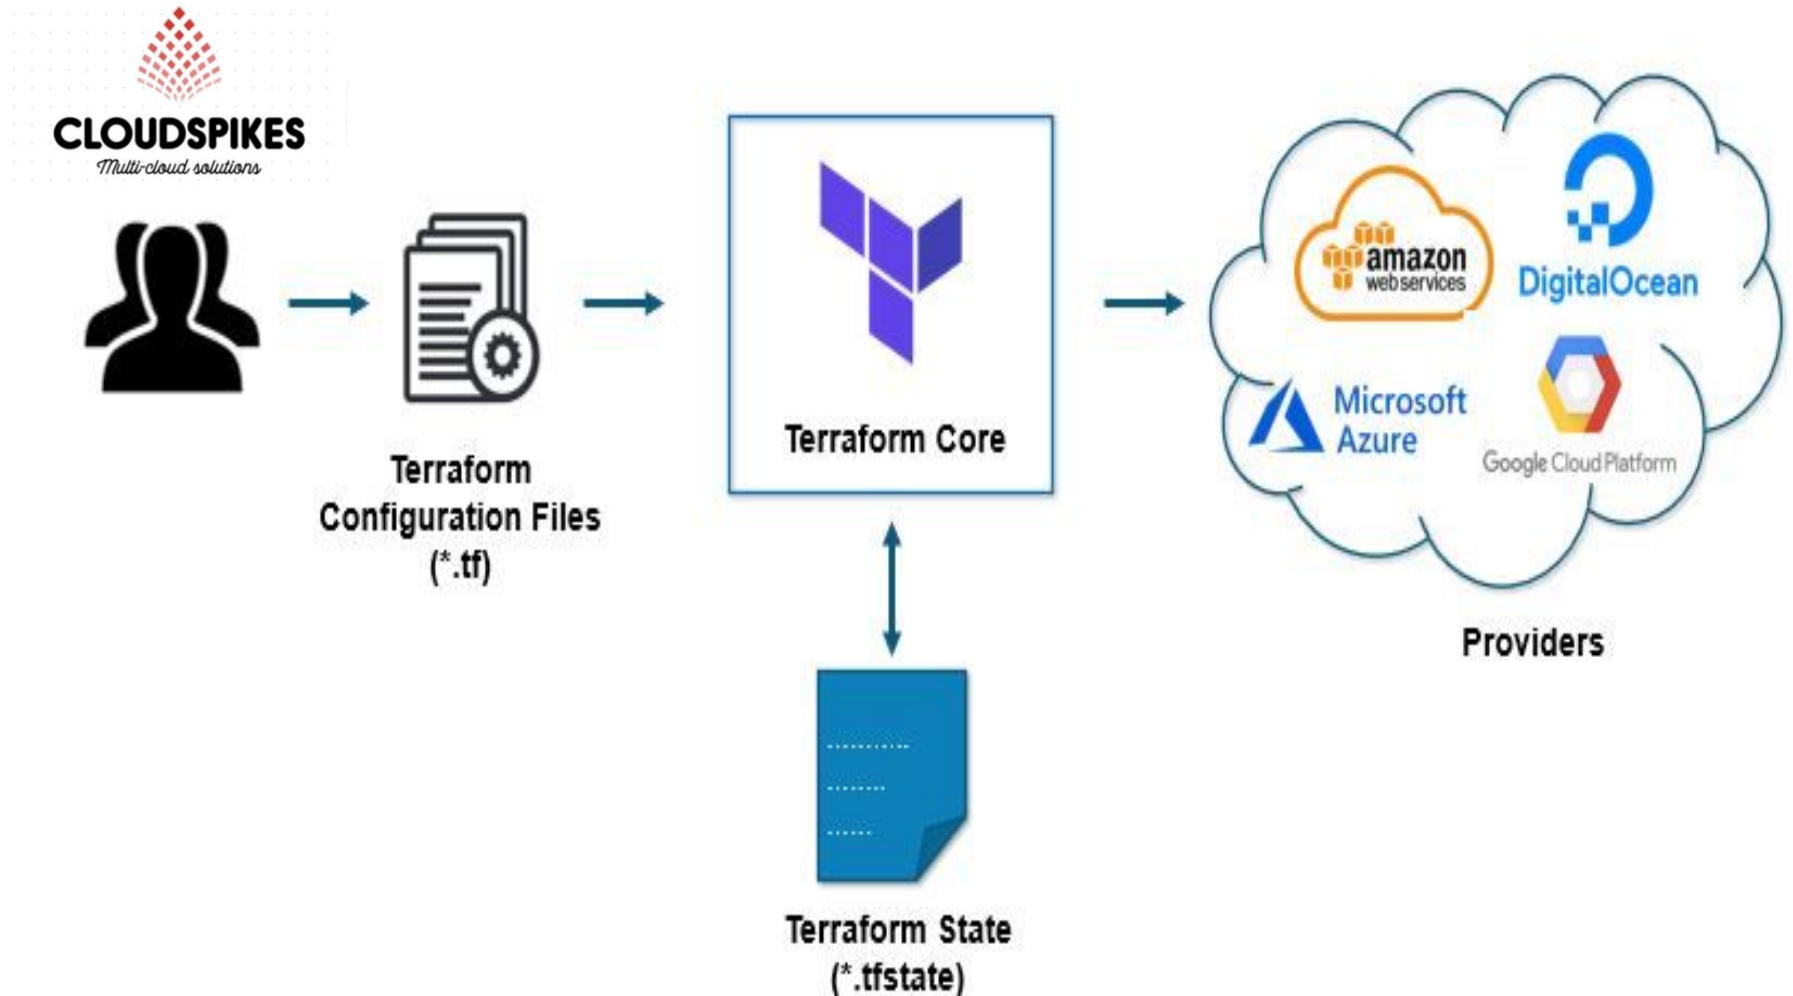 CLOUDSPIKES
Multi-cloud solutions
Terraform
Configuration Files
(*.tf)
Terraform Core
Terraform State
(*.tfstate)
amazon
webservices
DigitalOcean
Microsoft
Azure
Google Cloud Platform
Providers